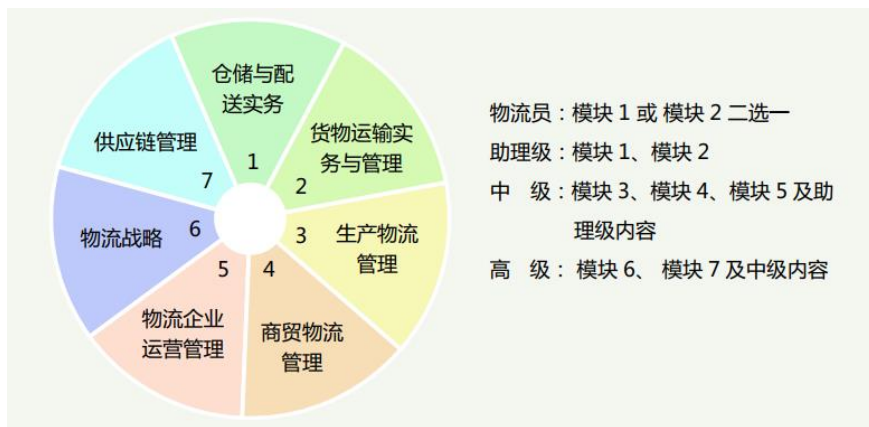 仓储与配
送实务
1
货物运输实
务与管理
2
3
生产物流
管理
4
商贸物流
管理
5
物流企业
运营管理
6
物流战略
7
供应链管理
物流员：模块 1 或 模块 2 二选一
助理级：模块 1、模块 2
中 级：模块 3、模块 4、模块 5 及助
理级内容
高 级： 模块 6、 模块 7 及中级内容